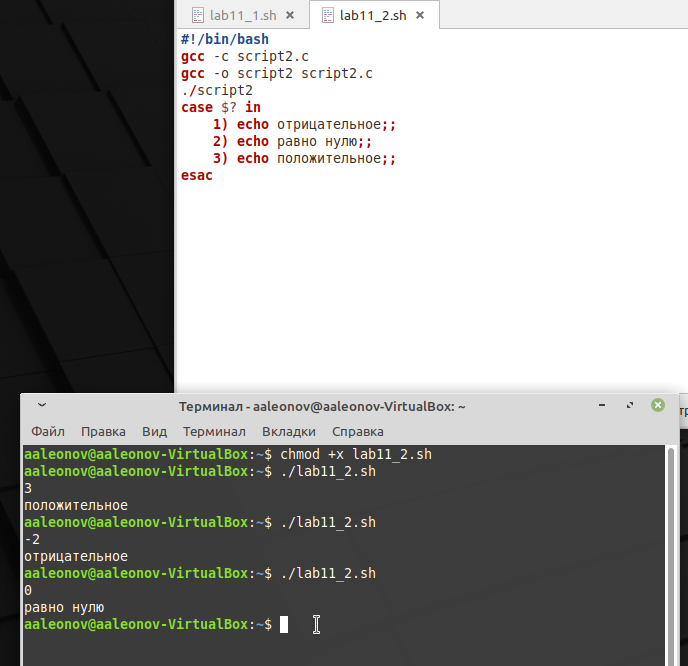 lab11_1.sh
lab11_2.sh
#!/bin/bash
gcc -c script2.c
gcc -o script2 script2.c
./script2
case $? in
    1) echo отрицательное;;
    2) echo равно нулю;;
    3) echo положительное;;
esac
Терминал - aaleonov@aaleonov-VirtualBox: ~
Файл Правка Вид Терминал Вкладки Справка
aaleonov@aaleonov-VirtualBox:~$ chmod +x lab11_2.sh
aaleonov@aaleonov-VirtualBox:~$ ./lab11_2.sh
3
положительное
aaleonov@aaleonov-VirtualBox:~$ ./lab11_2.sh
-2
отрицательное
aaleonov@aaleonov-VirtualBox:~$ ./lab11_2.sh
0
равно нулю
aaleonov@aaleonov-VirtualBox:~$